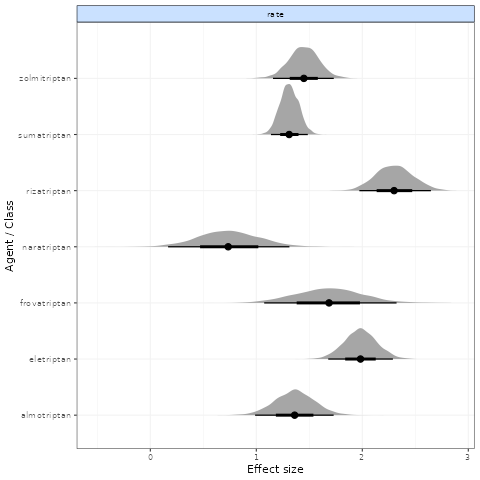 rate
zolmitriptan
sumatriptan
rizatriptan
naratriptan
frovatriptan
eletriptan
almotriptan
Agent / Class
0 1 2 3
Effect size